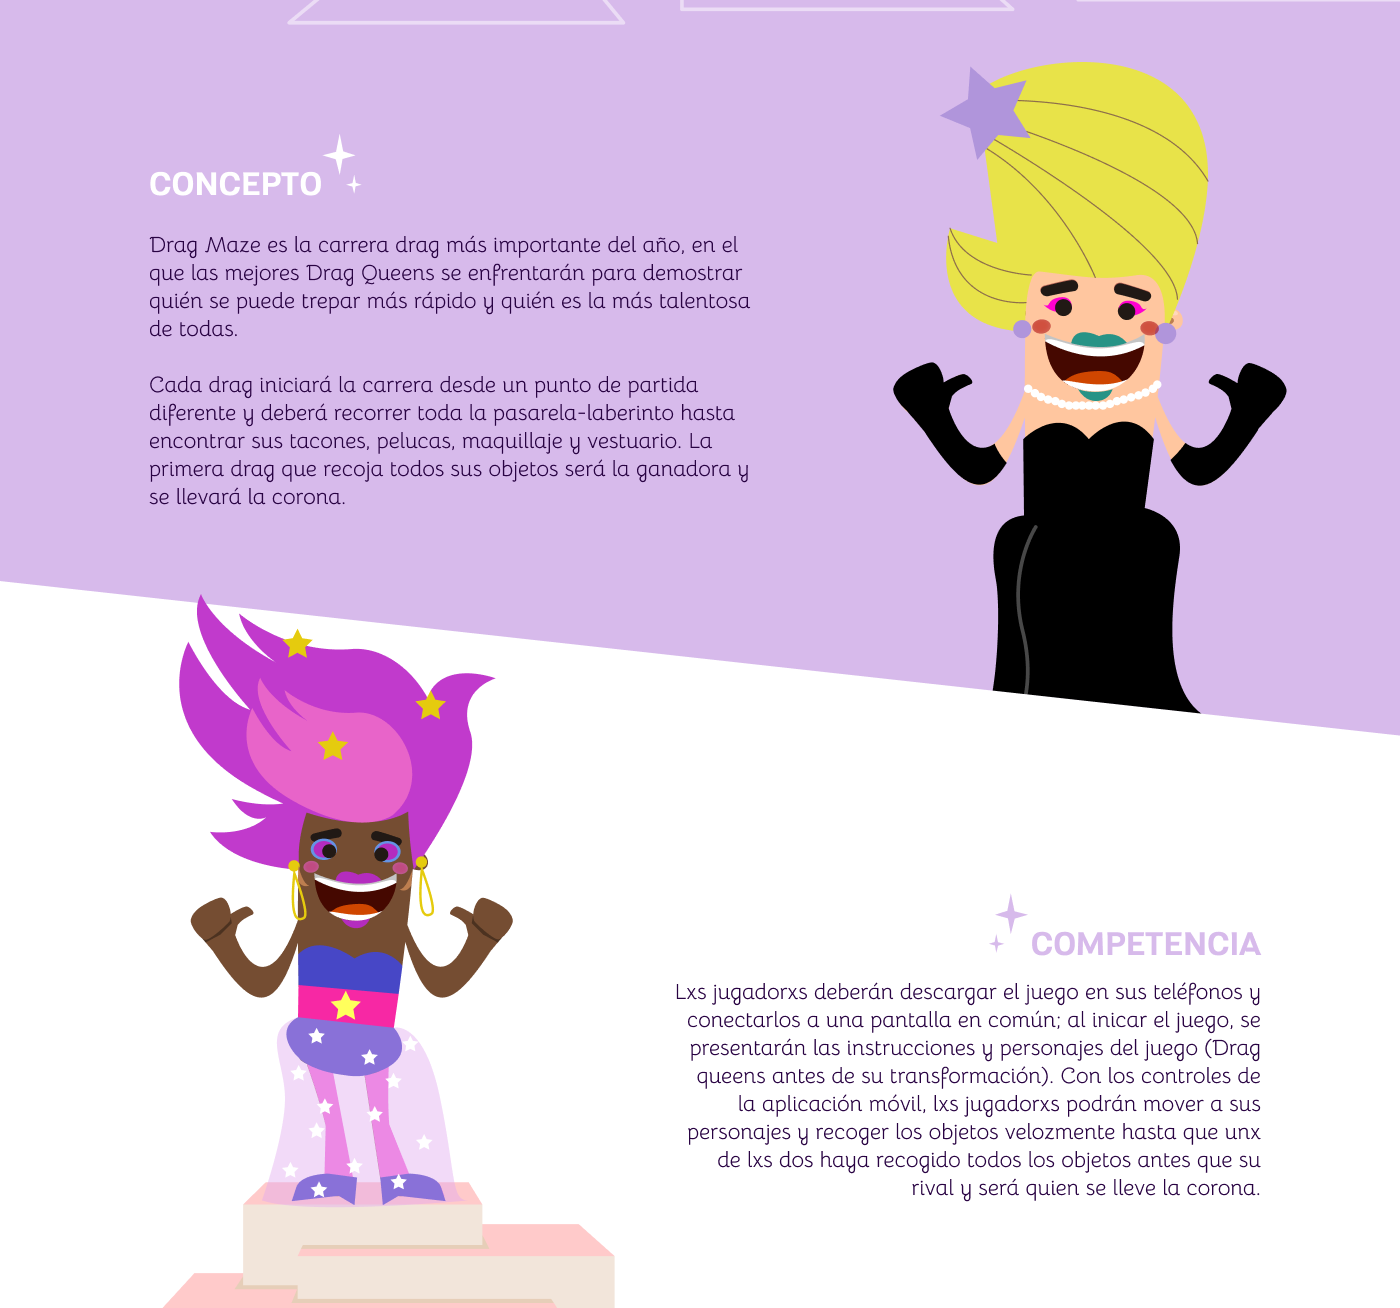 CONCEPTO
Drag Maze es la carrera drag más importante del año, en el
que las mejores Drag Queens se enfrentarán para demostrar
quién se puede trepar más rápido y quién es la más talentosa
de todas.
Cada drag iniciará la carrera desde un punto de partida
diferente y deberá recorrer toda la pasarela-laberinto hasta
encontrar sus tacones, pelucas, maquillaje y vestuario. La
primera drag que recoja todos sus objetos será la ganadora y
se llevará la corona.
COMPETENCIA
Lxs jugadorxs deberán descargar el juego en sus teléfonos y
conectarlos a una pantalla en común; al inicar el juego, se
presentarán las instrucciones y personajes del juego (Drag
queens antes de su transformación). Con los controles de
la aplicación móvil, lxs jugadorxs podrán mover a sus
personajes y recoger los objetos velozmente hasta que unx
de lxs dos haya recogido todos los objetos antes que su
rival y será quien se lleve la corona.